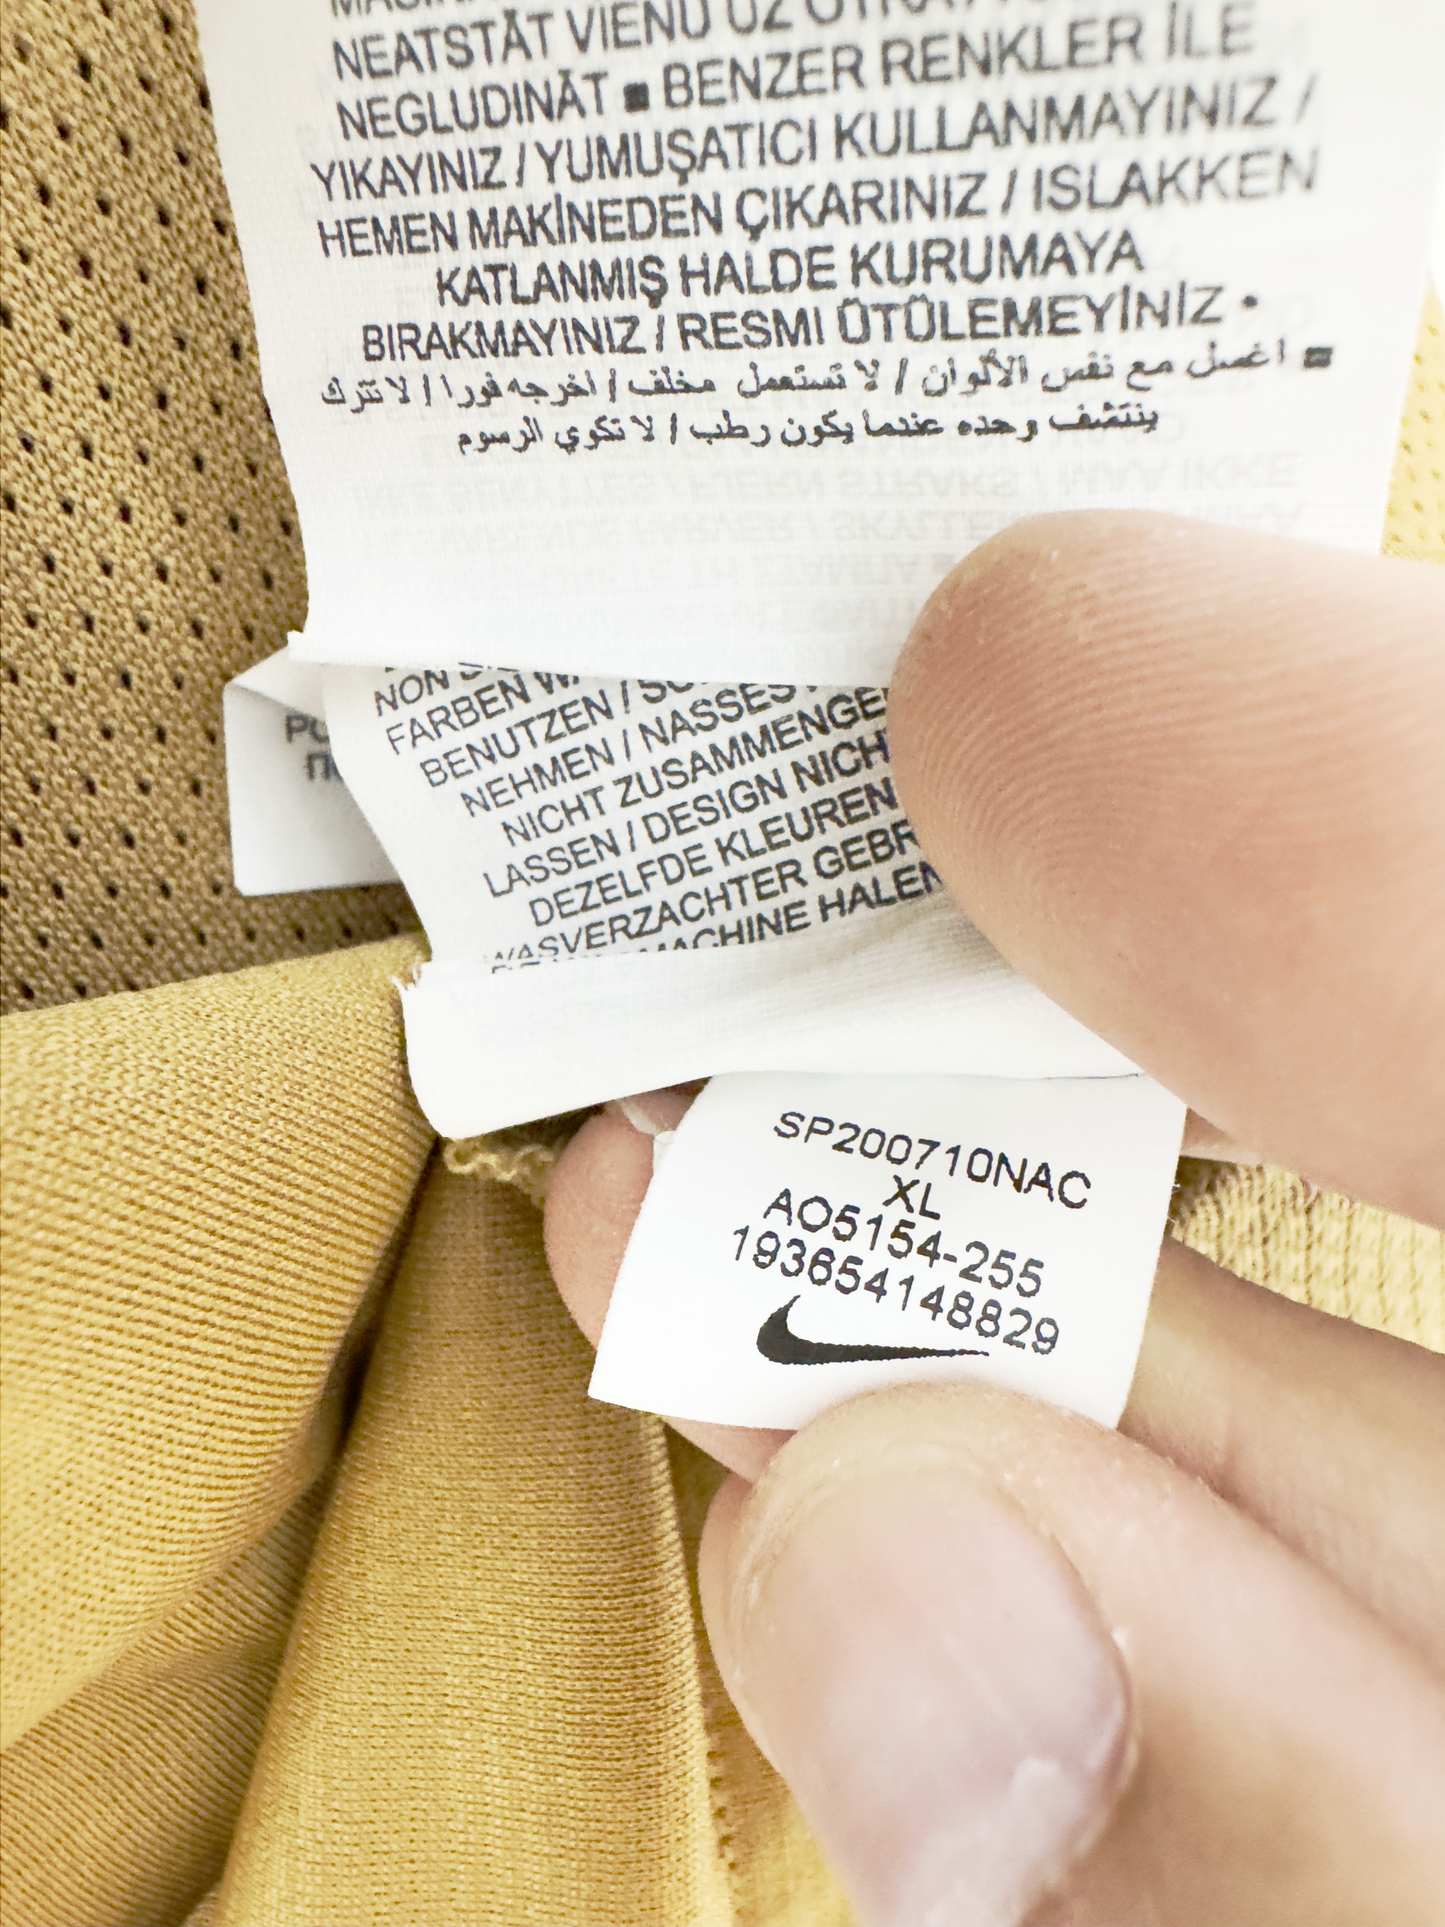 NEATSTĀT VIENU UZ
NEGLUDINĀT ■ BENZER RENKLER İLE
YIKAYINIZ / YUMUŞATICI KULLANMAYINIZ /
HEMEN MAKİNEDEN ÇIKARINIZ / ISLAKKEN
KATLANMIŞ HALDE KURUMAYA
BIRAKMAYINIZ / RESMI ÜTÜLEMEYİNİZ •
■ اغسل مع نفس الألوان / لا تستعمل مخلف / اخرجه فورا / لا تترك
ينتشف وحده عندما يكون رطب / لا تكوي الرسوم
NON
FARBEN
BENUTZEN /
NEHMEN / NASSES
NICHT ZUSAMMENGE
LASSEN / DESIGN NICH
DEZELFDE KLEUREN
WASVERZACHTER GEBR
MACHINE HALEN
SP200710NAC
XL
AO5154-255
193654148829